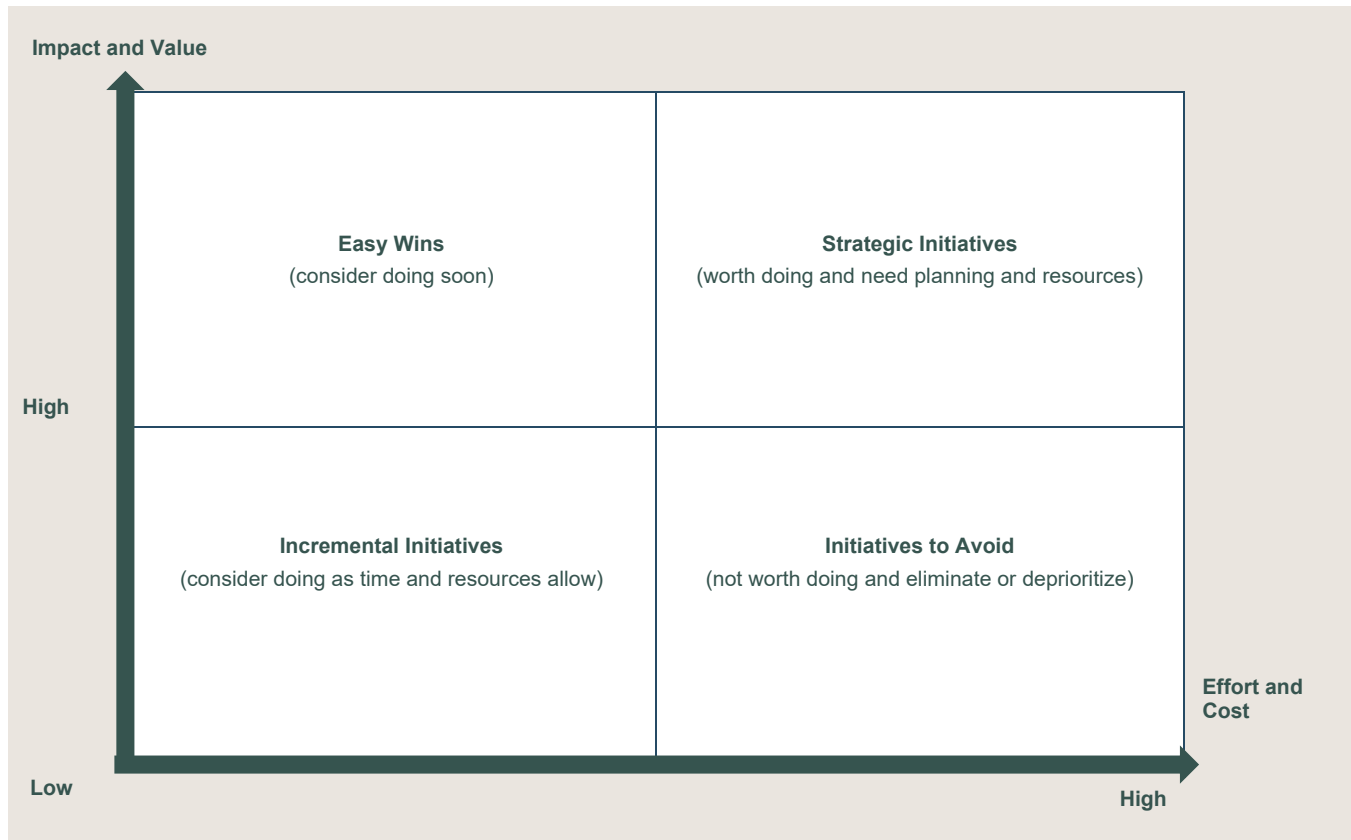 Impact and Value
Easy Wins
(consider doing soon)
Strategic Initiatives
(worth doing and need planning and resources)
High
Incremental Initiatives
(consider doing as time and resources allow)
Initiatives to Avoid
(not worth doing and eliminate or deprioritize)
Effort and
Cost
Low
High